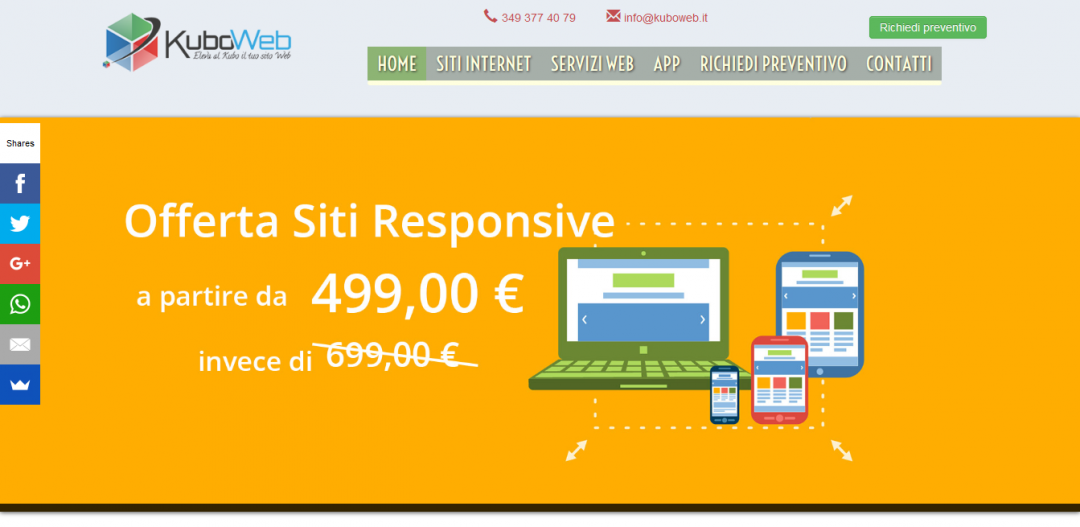 349 377 40 79 info@kuboweb.it
Richiedi preventivo
KuboWeb
Eleva al Kubo il tuo sito Web
HOME SITI INTERNET SERVIZI WEB APP RICHIEDI PREVENTIVO CONTATTI
Shares
Offerta Siti Responsive
a partire da 499,00 €
invece di 699,00 €